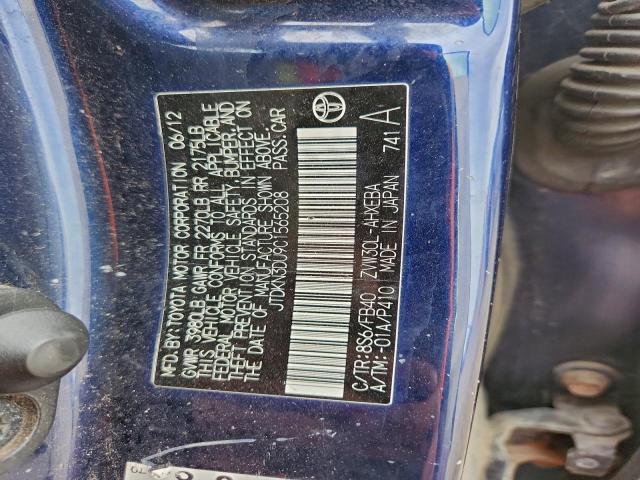 MFD. BY: TOYOTA MOTOR CORPORATION 06/12
GVWR 3980LB GAWR FR 2270LB RR 2175LB
THIS VEHICLE CONFORMS TO ALL APPLICABLE
FEDERAL MOTOR VEHICLE SAFETY, BUMPER, AND
THEFT PREVENTION STANDARDS IN EFFECT ON
THE DATE OF MANUFACTURE SHOWN ABOVE.
JTDKN3DU9C1565208 PASS. CAR
C/TR: 8S6/FB40 ZVW30L-AHXEBA
A/TM: -01A/P410 MADE IN JAPAN 741 A